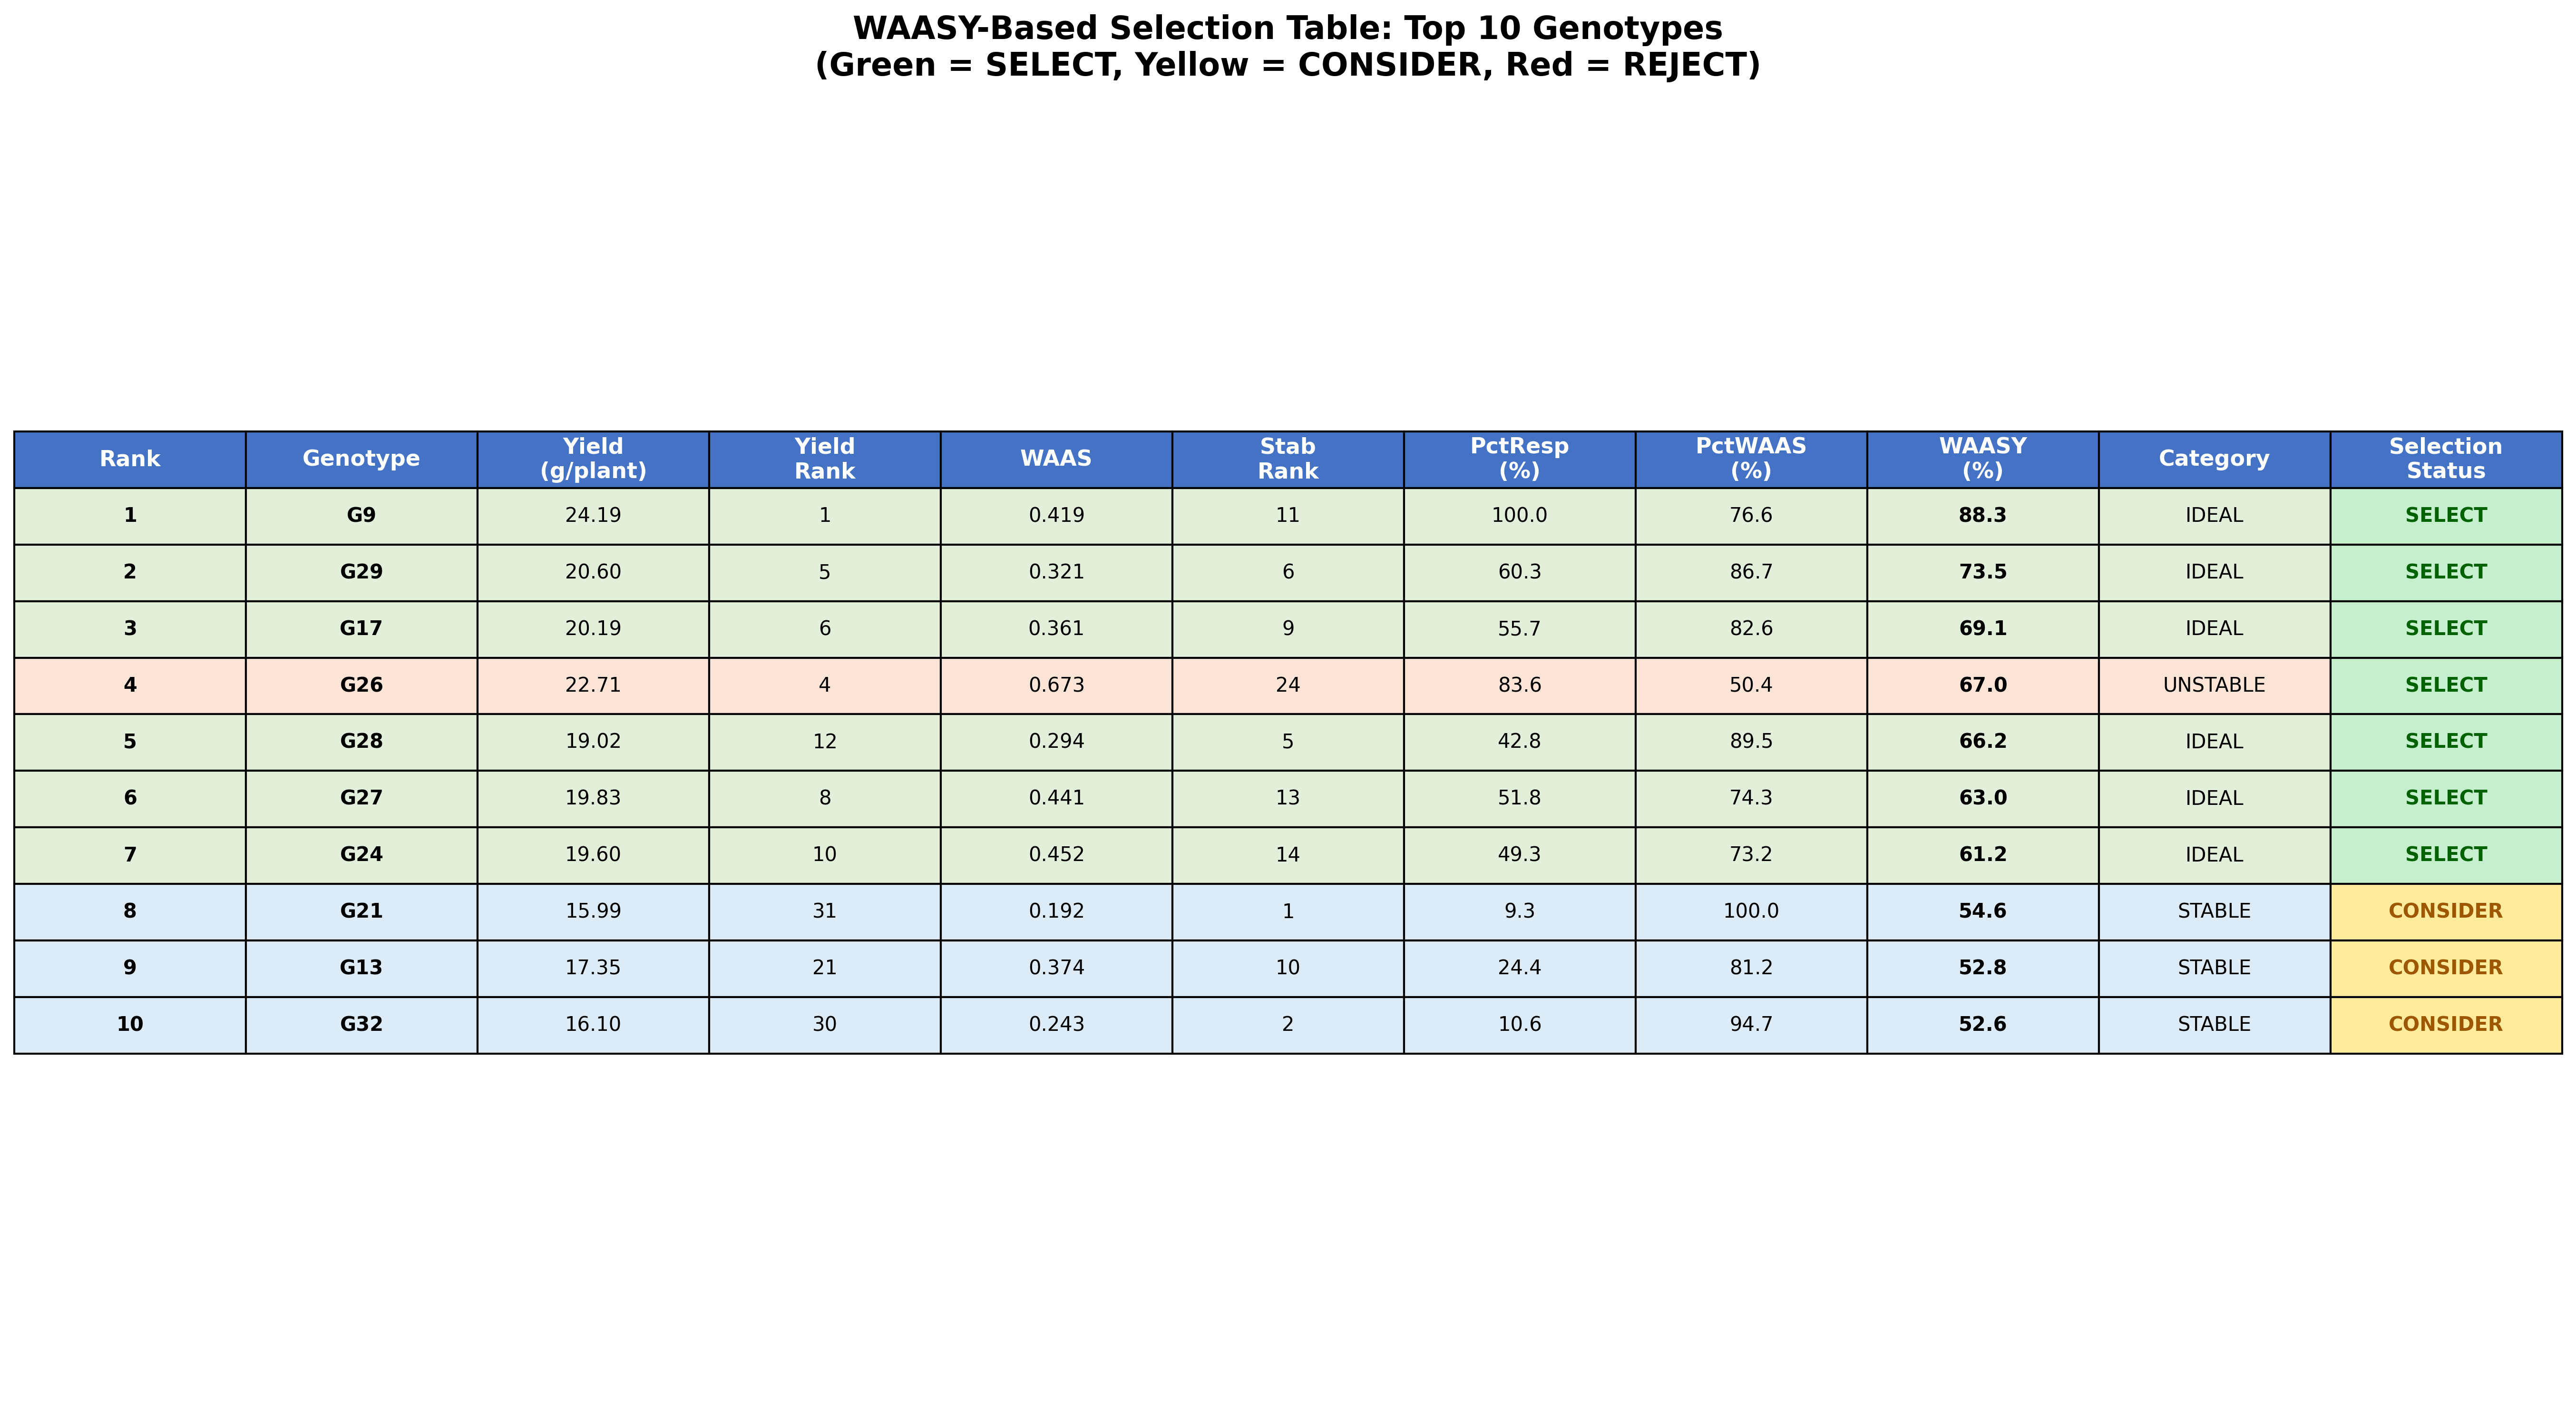 WAASY-Based Selection Table: Top 10 Genotypes
(Green = SELECT, Yellow = CONSIDER, Red = REJECT)
Rank Genotype Yield (g/plant) Yield Rank WAAS Stab Rank PctResp (%) PctWAAS (%) WAASY (%) Category Selection Status
1 G9 24.19 1 0.419 11 100.0 76.6 88.3 IDEAL SELECT
2 G29 20.60 5 0.321 6 60.3 86.7 73.5 IDEAL SELECT
3 G17 20.19 6 0.361 9 55.7 82.6 69.1 IDEAL SELECT
4 G26 22.71 4 0.673 24 83.6 50.4 67.0 UNSTABLE SELECT
5 G28 19.02 12 0.294 5 42.8 89.5 66.2 IDEAL SELECT
6 G27 19.83 8 0.441 13 51.8 74.3 63.0 IDEAL SELECT
7 G24 19.60 10 0.452 14 49.3 73.2 61.2 IDEAL SELECT
8 G21 15.99 31 0.192 1 9.3 100.0 54.6 STABLE CONSIDER
9 G13 17.35 21 0.374 10 24.4 81.2 52.8 STABLE CONSIDER
10 G32 16.10 30 0.243 2 10.6 94.7 52.6 STABLE CONSIDER